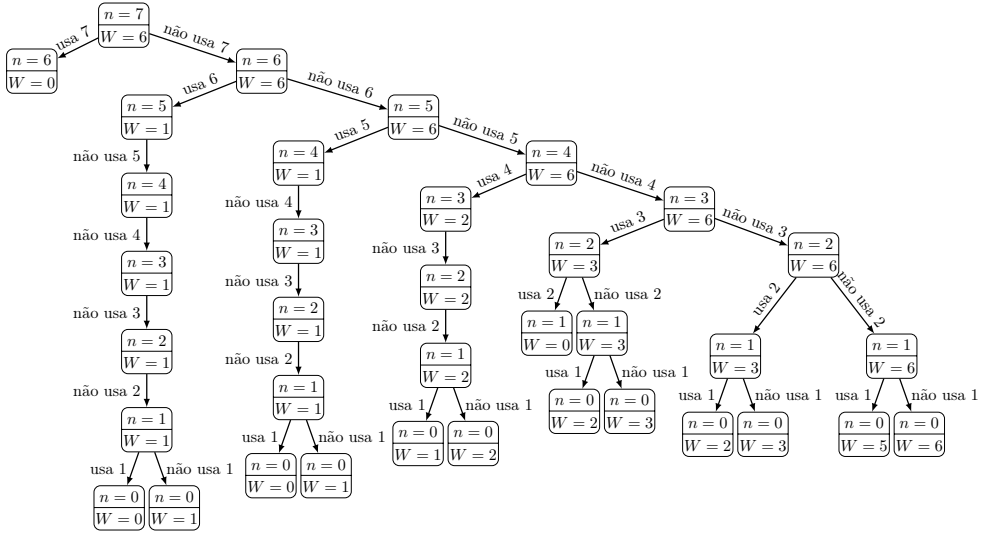 n = 7
W = 6
usa 7
não usa 7
n = 6
W = 0
n = 6
W = 6
usa 6
não usa 6
n = 5
W = 1
n = 5
W = 6
não usa 5
usa 5
não usa 5
n = 4
W = 1
n = 4
W = 1
n = 4
W = 6
não usa 4
não usa 4
usa 4
não usa 4
n = 3
W = 1
n = 3
W = 1
n = 3
W = 2
n = 3
W = 6
não usa 3
não usa 3
não usa 3
usa 3
não usa 3
n = 2
W = 1
n = 2
W = 1
n = 2
W = 2
n = 2
W = 3
n = 2
W = 6
não usa 2
não usa 2
não usa 2
usa 2
não usa 2
usa 2
não usa 2
n = 1
W = 1
n = 1
W = 1
n = 1
W = 2
n = 1
W = 0
n = 1
W = 3
n = 1
W = 3
n = 1
W = 6
usa 1
não usa 1
usa 1
não usa 1
usa 1
não usa 1
usa 1
não usa 1
usa 1
não usa 1
usa 1
não usa 1
n = 0
W = 0
n = 0
W = 1
n = 0
W = 0
n = 0
W = 1
n = 0
W = 1
n = 0
W = 2
n = 0
W = 2
n = 0
W = 3
n = 0
W = 2
n = 0
W = 3
n = 0
W = 5
n = 0
W = 6